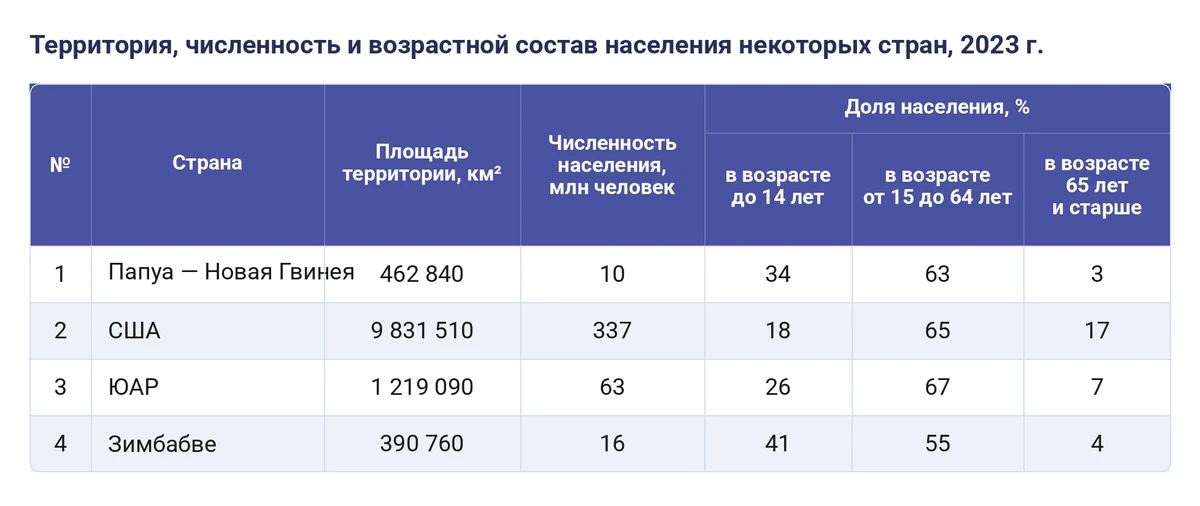 Территория, численность и возрастной состав населения некоторых стран, 2023 г.
№
Страна
Площадь
территории, км²
Численность
населения,
млн человек
Доля населения, %
в возрасте
до 14 лет
в возрасте
от 15 до 64 лет
в возрасте
65 лет
и старше
1 Папуа — Новая Гвинея 462 840 10 34 63 3
2 США 9 831 510 337 18 65 17
3 ЮАР 1 219 090 63 26 67 7
4 Зимбабве 390 760 16 41 55 4